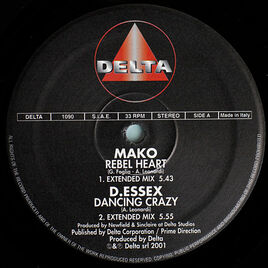 DELTA
DELTA 1090 S.I.A.E. 33 RPM STEREO SIDE A Made in Italy
MAKO
REBEL HEART
(G. Foglia - A. Leonardi)
1. EXTENDED MIX 5.43
D.ESSEX
DANCING CRAZY
(A. Leonardi)
2. EXTENDED MIX 5.55
Produced by Newfield & Sinclaire at Delta Studios
Published by Delta Corporation / Prime Direction
Produced by Delta
℗ & © Delta srl 2001